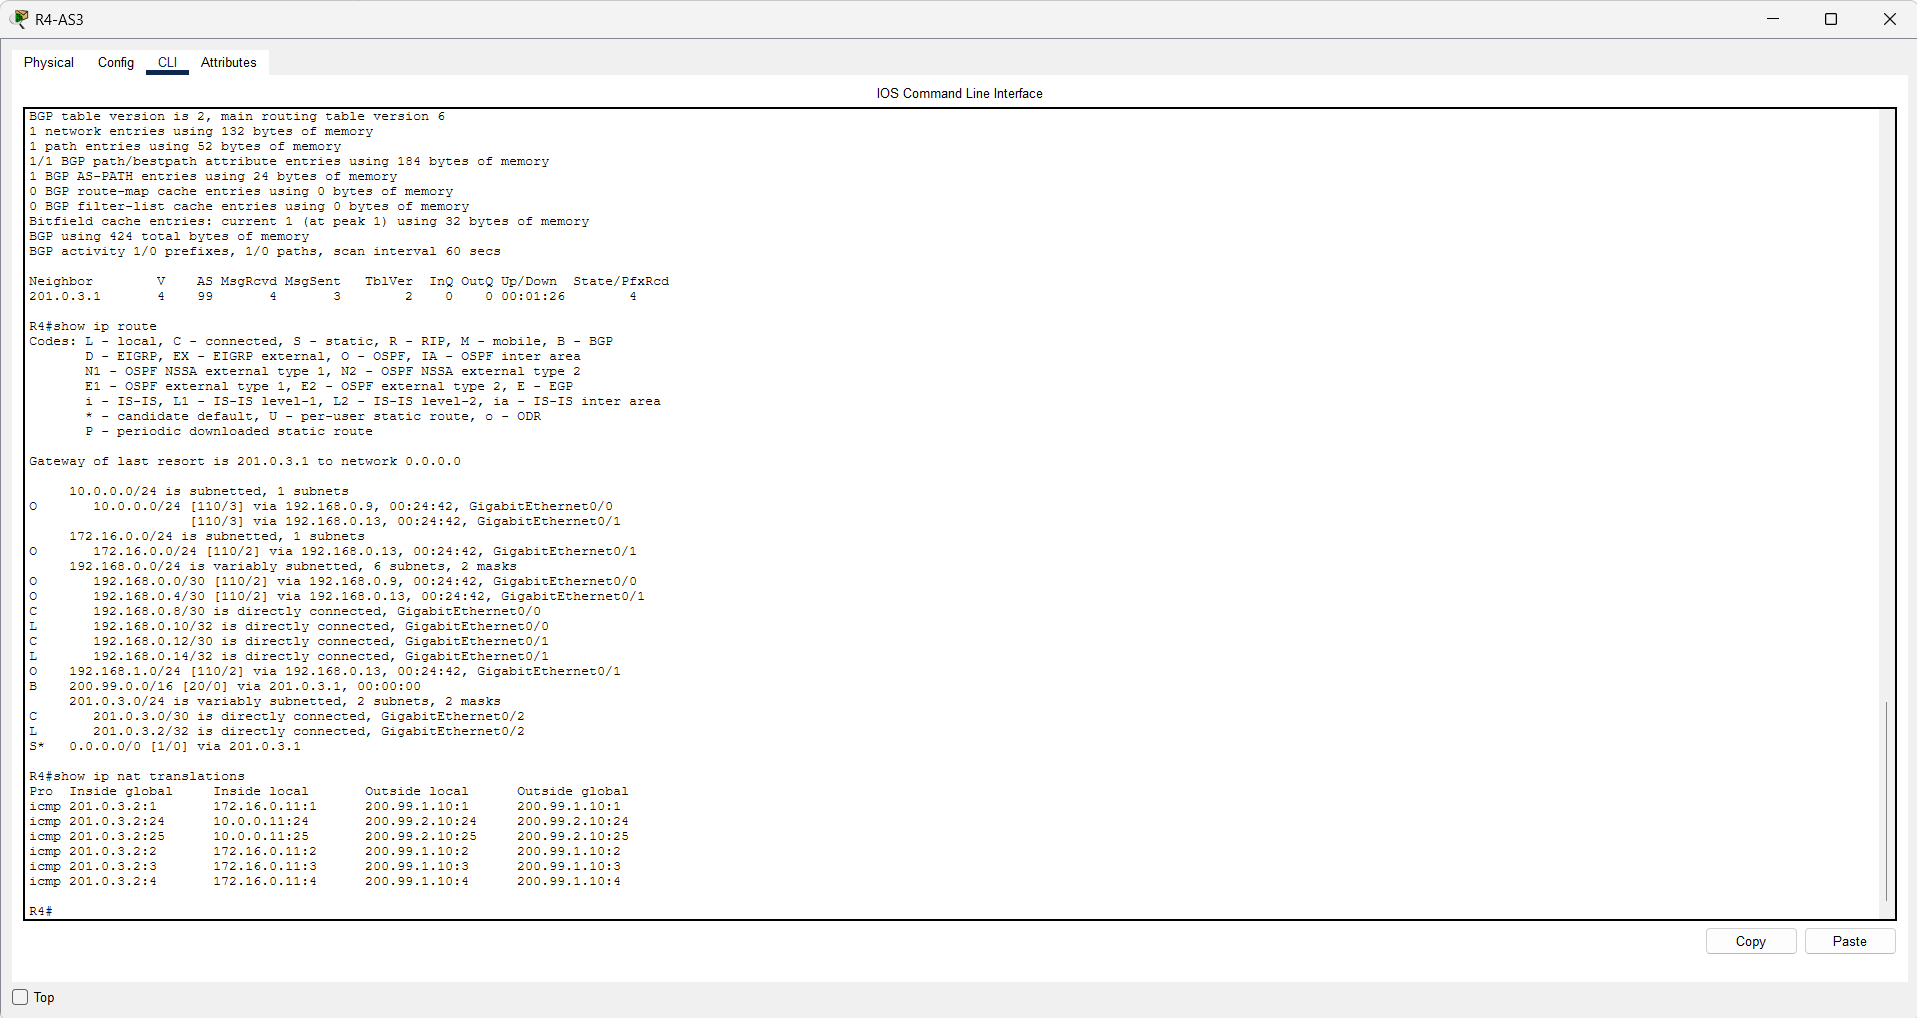 R4-AS3
Physical Config CLI Attributes
IOS Command Line Interface
BGP table version is 2, main routing table version 6
1 network entries using 132 bytes of memory
1 path entries using 52 bytes of memory
1/1 BGP path/bestpath attribute entries using 184 bytes of memory
1 BGP AS-PATH entries using 24 bytes of memory
0 BGP route-map cache entries using 0 bytes of memory
0 BGP filter-list cache entries using 0 bytes of memory
Bitfield cache entries: current 1 (at peak 1) using 32 bytes of memory
BGP using 424 total bytes of memory
BGP activity 1/0 prefixes, 1/0 paths, scan interval 60 secs
Neighbor        V    AS MsgRcvd MsgSent   TblVer  InQ OutQ Up/Down  State/PfxRcd
201.0.3.1       4    99       4       3        2    0    0 00:01:26        4
R4#show ip route
Codes: L - local, C - connected, S - static, R - RIP, M - mobile, B - BGP
       D - EIGRP, EX - EIGRP external, O - OSPF, IA - OSPF inter area
       N1 - OSPF NSSA external type 1, N2 - OSPF NSSA external type 2
       E1 - OSPF external type 1, E2 - OSPF external type 2, E - EGP
       i - IS-IS, L1 - IS-IS level-1, L2 - IS-IS level-2, ia - IS-IS inter area
       * - candidate default, U - per-user static route, o - ODR
       P - periodic downloaded static route
Gateway of last resort is 201.0.3.1 to network 0.0.0.0
     10.0.0.0/24 is subnetted, 1 subnets
O       10.0.0.0/24 [110/3] via 192.168.0.9, 00:24:42, GigabitEthernet0/0
                    [110/3] via 192.168.0.13, 00:24:42, GigabitEthernet0/1
     172.16.0.0/24 is subnetted, 1 subnets
O       172.16.0.0/24 [110/2] via 192.168.0.13, 00:24:42, GigabitEthernet0/1
     192.168.0.0/24 is variably subnetted, 6 subnets, 2 masks
O       192.168.0.0/30 [110/2] via 192.168.0.9, 00:24:42, GigabitEthernet0/0
O       192.168.0.4/30 [110/2] via 192.168.0.13, 00:24:42, GigabitEthernet0/1
C       192.168.0.8/30 is directly connected, GigabitEthernet0/0
L       192.168.0.10/32 is directly connected, GigabitEthernet0/0
C       192.168.0.12/30 is directly connected, GigabitEthernet0/1
L       192.168.0.14/32 is directly connected, GigabitEthernet0/1
O    192.168.1.0/24 [110/2] via 192.168.0.13, 00:24:42, GigabitEthernet0/1
B    200.99.0.0/16 [20/0] via 201.0.3.1, 00:00:00
     201.0.3.0/24 is variably subnetted, 2 subnets, 2 masks
C       201.0.3.0/30 is directly connected, GigabitEthernet0/2
L       201.0.3.2/32 is directly connected, GigabitEthernet0/2
S*   0.0.0.0/0 [1/0] via 201.0.3.1
R4#show ip nat translations
Pro  Inside global     Inside local       Outside local      Outside global
icmp 201.0.3.2:1       172.16.0.11:1      200.99.1.10:1      200.99.1.10:1
icmp 201.0.3.2:24      10.0.0.11:24       200.99.2.10:24     200.99.2.10:24
icmp 201.0.3.2:25      10.0.0.11:25       200.99.2.10:25     200.99.2.10:25
icmp 201.0.3.2:2       172.16.0.11:2      200.99.1.10:2      200.99.1.10:2
icmp 201.0.3.2:3       172.16.0.11:3      200.99.1.10:3      200.99.1.10:3
icmp 201.0.3.2:4       172.16.0.11:4      200.99.1.10:4      200.99.1.10:4
R4#
Copy Paste
Top